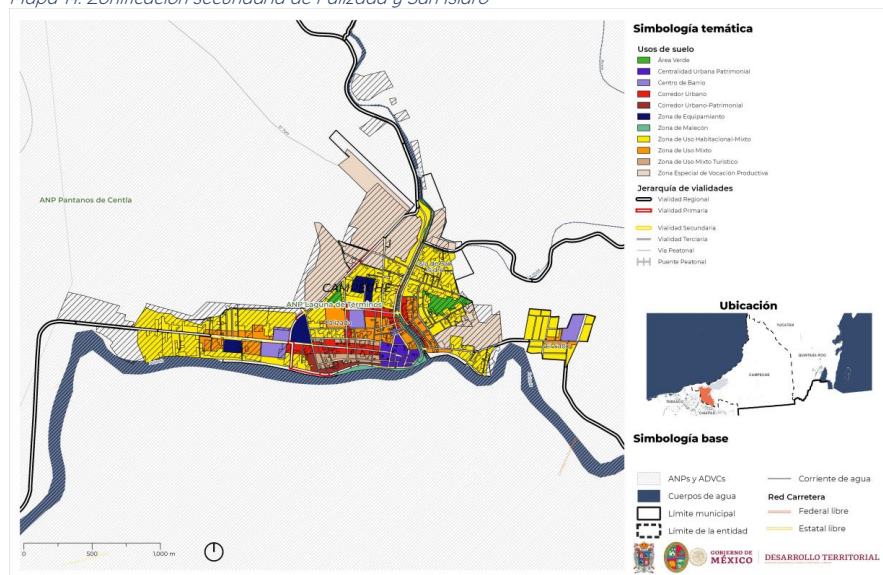 Mapa 14. Zonificación secundaria de Palizada y San Isidro
Simbología temática
Usos de suelo
Área Verde
Centralidad Urbana Patrimonial
Centro de Barrio
Corredor Urbano
Corredor Urbano-Patrimonial
Zona de Equipamiento
Zona de Malecón
Zona de Uso Habitacional-Mixto
Zona de Uso Mixto
Zona de Uso Mixto Turístico
Zona Especial de Vocación Productiva
Jerarquía de vialidades
Vialidad Regional
Vialidad Primaria
Vialidad Secundaria
Vialidad Terciaria
Vía Peatonal
Puente Peatonal
ANP Pantanos de Centla
CAMPECHE
ANP Laguna de Términos
Ubicación
YUCATÁN
QUINTANA ROO
CAMPECHE
TABASCO
CHIAPAS
Simbología base
ANPs y ADVCs
Cuerpos de agua
Límite municipal
Límite de la entidad
Corriente de agua
Red Carretera
Federal libre
Estatal libre
0 500 1,000 m
GOBIERNO DE
MÉXICO
DESARROLLO TERRITORIAL